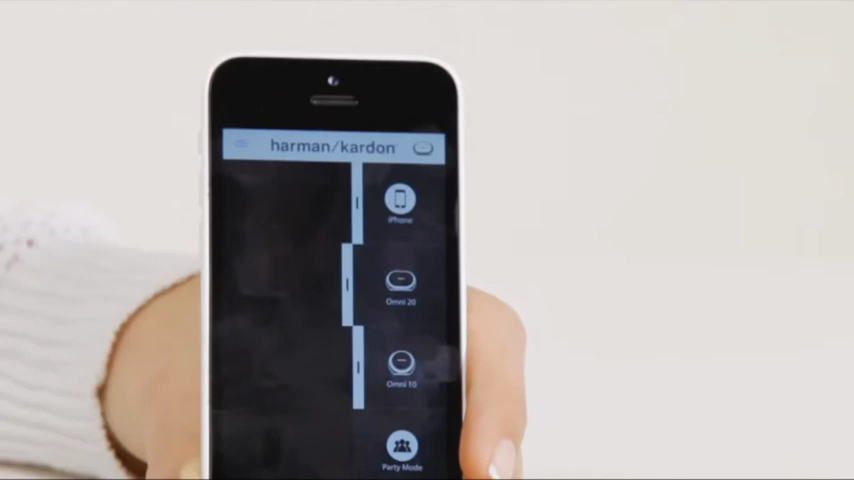 harman/kardon
iPhone
Omni 20
Omni 10
Party Mode